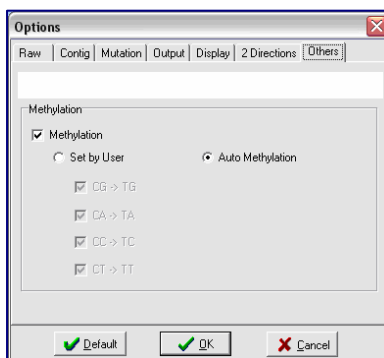 Options
Raw Contig Mutation Output Display 2 Directions Others
Methylation
Methylation
Set by User Auto Methylation
CG -> TG
CA -> TA
CC -> TC
CT -> TT
Default OK Cancel